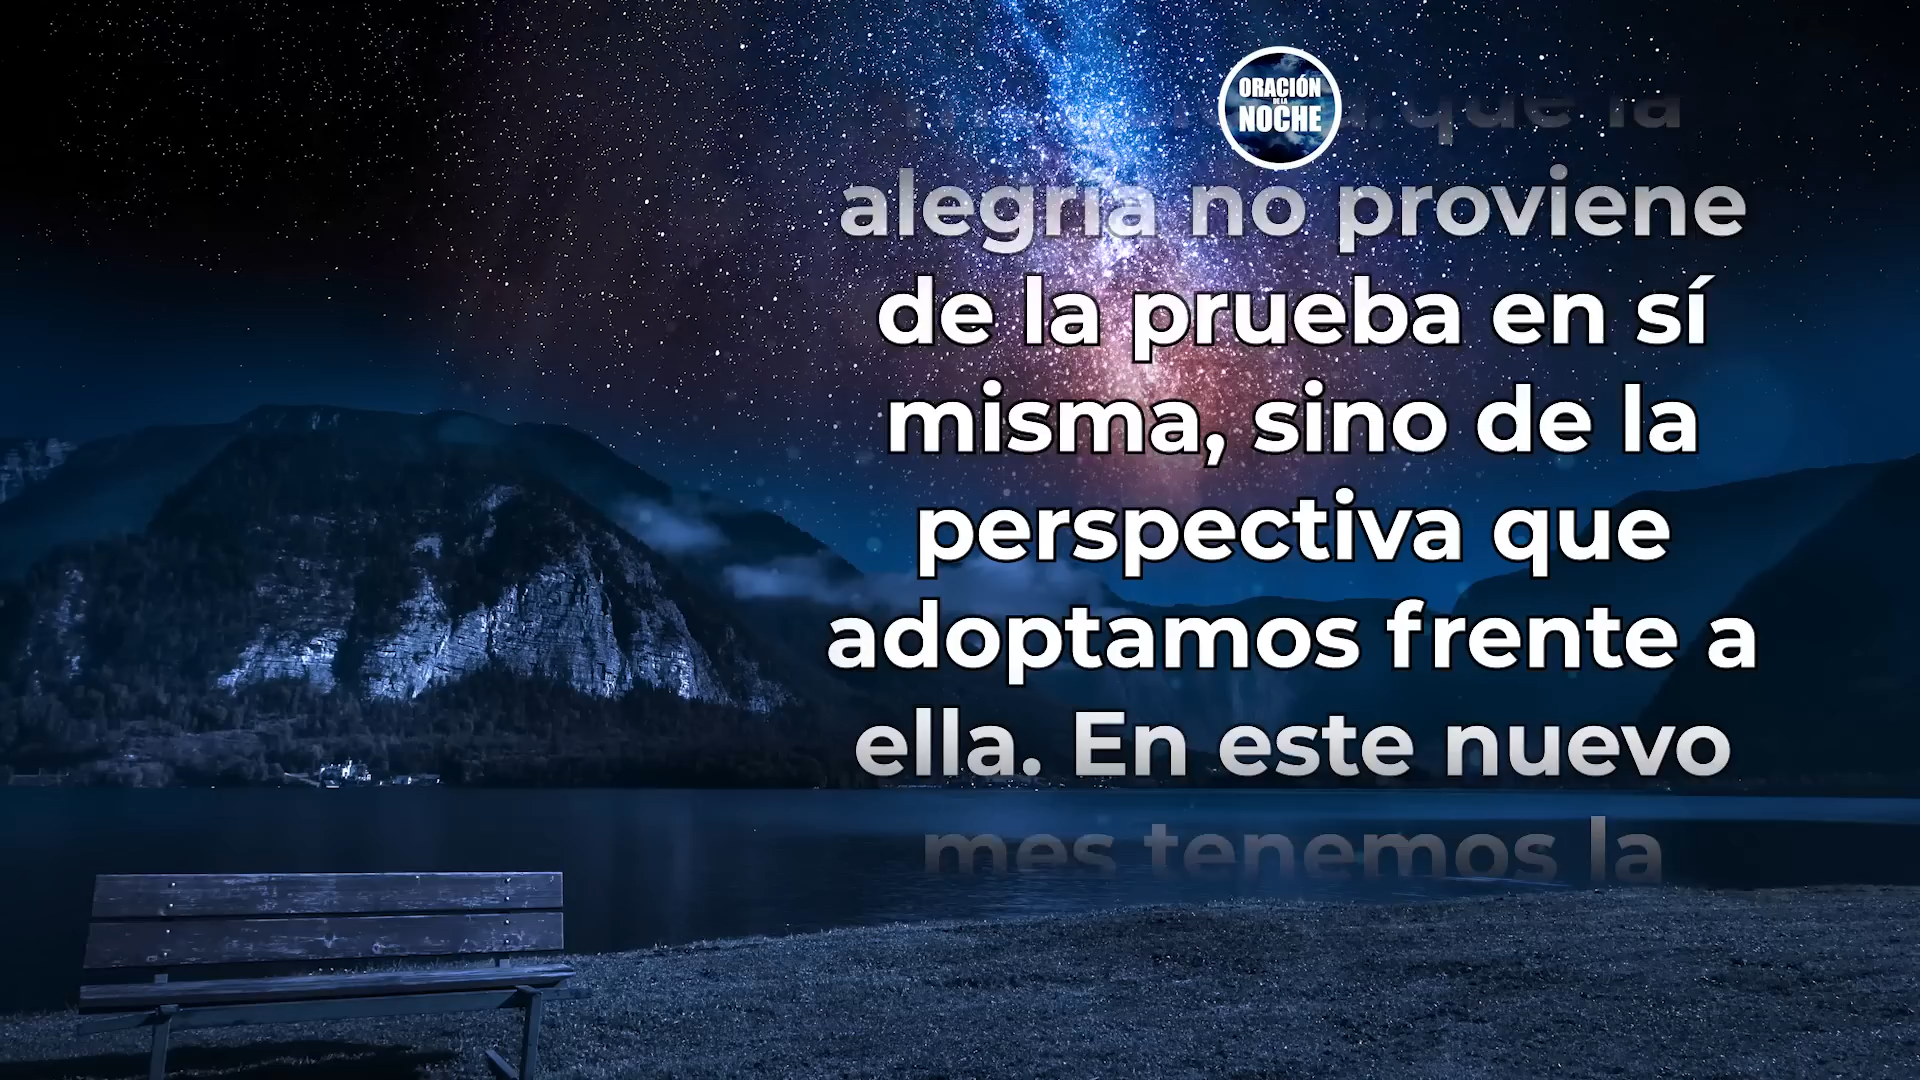 ORACIÓN
DE LA
NOCHE
que la
alegría no proviene
de la prueba en sí
misma, sino de la
perspectiva que
adoptamos frente a
ella. En este nuevo
mes tenemos la